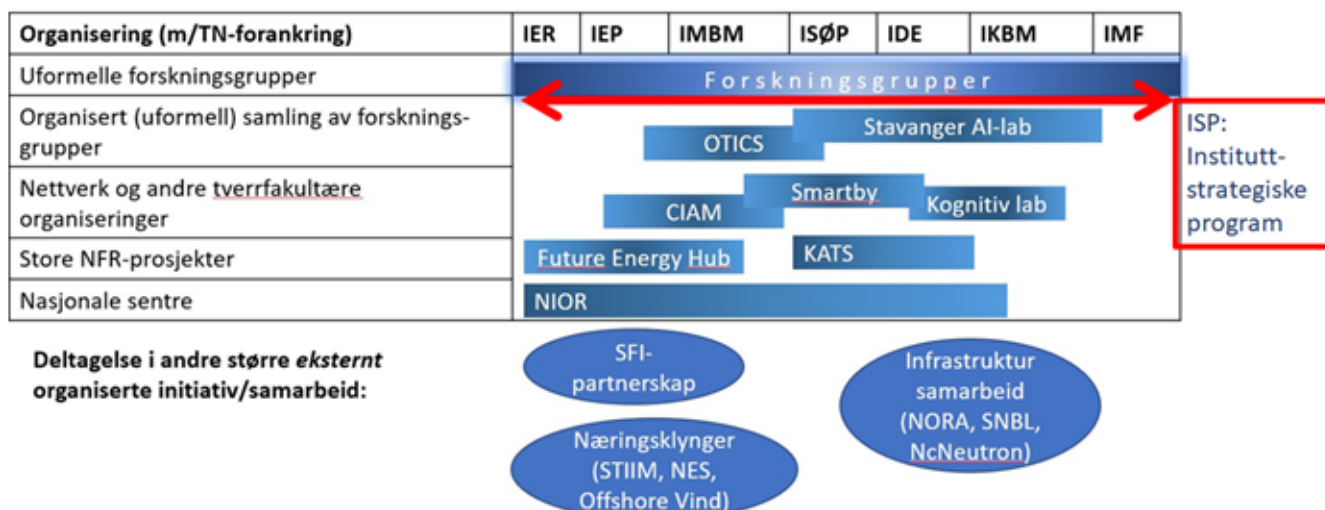 Organisering (m/TN-forankring) IER IEP IMBM ISØP IDE IKBM IMF
Uformelle forskningsgrupper
Forskningsgrupper
Organisert (uformell) samling av forsknings-
grupper
OTICS
Stavanger AI-lab
ISP:
Institutt-
strategiske
program
Nettverk og andre tverrfakultære
organiseringer
CIAM
Smartby
Kognitiv lab
Store NFR-prosjekter
Future Energy Hub
KATS
Nasjonale sentre
NIOR
Deltagelse i andre større eksternt
organiserte initiativ/samarbeid:
SFI-
partnerskap
Næringsklynger
(STIIM, NES,
Offshore Vind)
Infrastruktur
samarbeid
(NORA, SNBL,
NcNeutron)